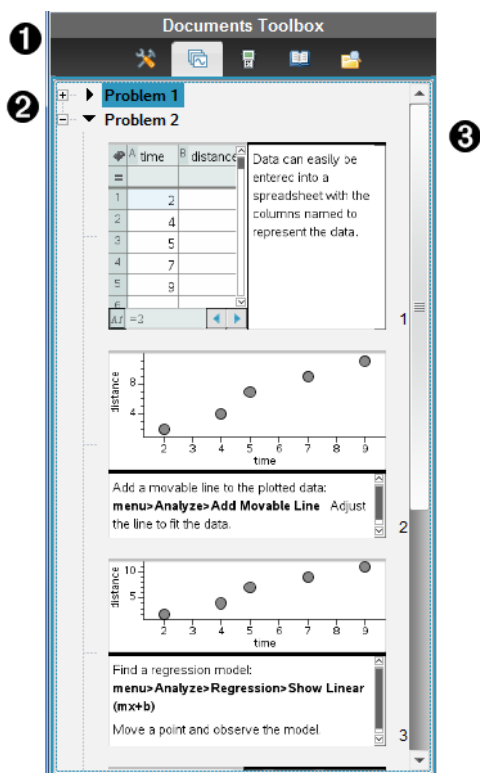 Documents Toolbox
1
2
3
Problem 1
Problem 2
A time B distance
=
1 2
2 4
3 5
4 7
5 9
6
A1 =2
Data can easily be
entered into a
spreadsheet with the
columns named to
represent the data.
1
distance
8
4
2 3 4 5 6 7 8 9
time
Add a movable line to the plotted data:
menu>Analyze>Add Movable Line Adjust
the line to fit the data.
2
distance
10
5
2 3 4 5 6 7 8 9
time
Find a regression model:
menu>Analyze>Regression>Show Linear
(mx+b)
Move a point and observe the model.
3